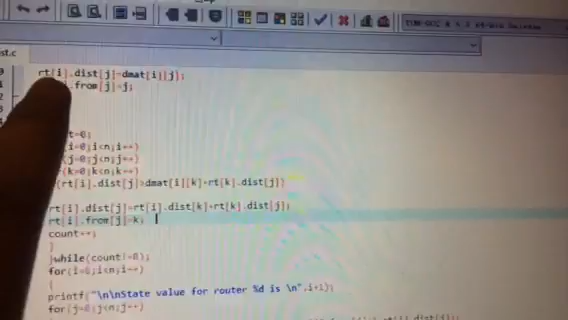 st.c
rt[i].dist[j]=dmat[i][j];
.from[j]=j;
t=0;
i=0;i<n;i++)
(j=0;j<n;j++)
(k=0;k<n;k++)
(rt[i].dist[j]>dmat[i][k]+rt[k].dist[j])
rt[i].dist[j]=rt[i].dist[k]+rt[k].dist[j];
rt[i].from[j]=k;
count++;
}
}while(count!=0);
for(i=0;i<n;i++)
{
printf("\n\nState value for router %d is \n",i+1);
for(j=0;j<n;j++)